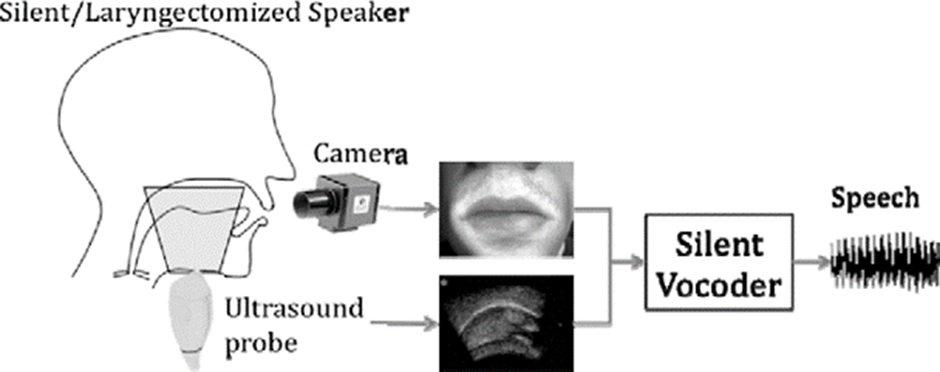 Silent/Laryngectomized Speaker
Camera
Ultrasound
probe
Silent
Vocoder
Speech